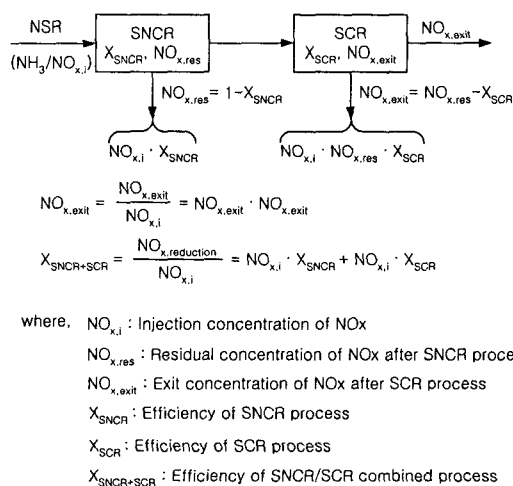 NSR
(NH3/NOx,i)
SNCR
XSNCR, NOx,res
SCR
XSCR, NOx,exit
NOx,exit
NOx,res = 1-XSNCR
NOx,exit = NOx,res - XSCR
NOx,i · XSNCR
NOx,i · NOx,res · XSCR
NOx,exit = NOx,exit / NOx,i = NOx,exit · NOx,exit
XSNCR+SCR = NOx,reduction / NOx,i = NOx,i · XSNCR + NOx,i · XSCR
where, NOx,i : Injection concentration of NOx
NOx,res : Residual concentration of NOx after SNCR proce
NOx,exit : Exit concentration of NOx after SCR process
XSNCR : Efficiency of SNCR process
XSCR : Efficiency of SCR process
XSNCR+SCR : Efficiency of SNCR/SCR combined process